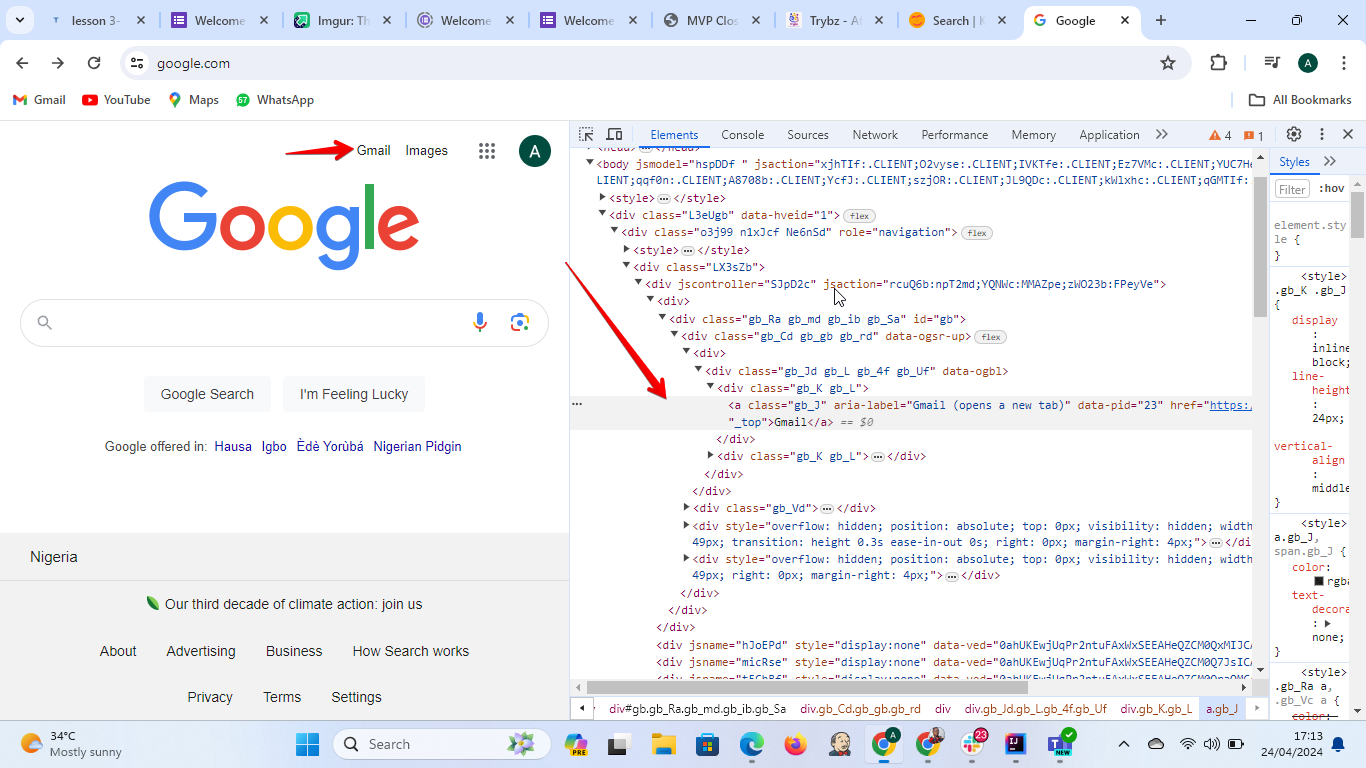 lesson 3-
Welcome
Imgur: Th
Welcome
Welcome
MVP Clos
Trybz - Af
Search | K
Google
google.com
A
Gmail
YouTube
Maps
57
WhatsApp
All Bookmarks
Gmail
Images
A
Google
Google Search
I'm Feeling Lucky
Google offered in: Hausa Igbo Èdè Yorùbá Nigerian Pidgin
Nigeria
Our third decade of climate action: join us
About
Advertising
Business
How Search works
Privacy
Terms
Settings
Elements
Console
Sources
Network
Performance
Memory
Application
4
1
<body jsmodel="hspDDf " jsaction="xjhTIf:.CLIENT;O2vyse:.CLIENT;IVKTfe:.CLIENT;Ez7VMc:.CLIENT;YUC7He
LIENT;qqf0n:.CLIENT;A8708b:.CLIENT;YcfJ:.CLIENT;szjOR:.CLIENT;JL9QDc:.CLIENT;kWlxhc:.CLIENT;qGMTIf:
<style>…</style>
<div class="L3eUgb" data-hveid="1"> flex
<div class="o3j99 n1xJcf Ne6nSd" role="navigation"> flex
<style>…</style>
<div class="LX3sZb">
<div jscontroller="SJpD2c" jsaction="rcuQ6b:npT2md;YQNWc:MMAZpe;zWO23b:FPeyVe">
<div>
<div class="gb_Ra gb_md gb_ib gb_Sa" id="gb">
<div class="gb_Cd gb_gb gb_rd" data-ogsr-up> flex
<div>
<div class="gb_Jd gb_L gb_4f gb_Uf" data-ogbl>
<div class="gb_K gb_L">
… <a class="gb_J" aria-label="Gmail (opens a new tab)" data-pid="23" href="https:/
"_top">Gmail</a> == $0
</div>
<div class="gb_K gb_L">…</div>
</div>
</div>
<div class="gb_Vd">…</div>
<div style="overflow: hidden; position: absolute; top: 0px; visibility: hidden; width
49px; transition: height 0.3s ease-in-out 0s; right: 0px; margin-right: 4px;">…</di
<div style="overflow: hidden; position: absolute; top: 0px; visibility: hidden; width
49px; right: 0px; margin-right: 4px;">…</div>
</div>
</div>
</div>
<div jsname="hJoEPd" style="display:none" data-ved="0ahUKEwjUqPr2ntuFAxWxSEEAHeQZCM0QxMIJCA
<div jsname="micRse" style="display:none" data-ved="0ahUKEwjUqPr2ntuFAxWxSEEAHeQZCM0Q7JsICA
div#gb.gb_Ra.gb_md.gb_ib.gb_Sa
div.gb_Cd.gb_gb.gb_rd
div
div.gb_Jd.gb_L.gb_4f.gb_Uf
div.gb_K.gb_L
a.gb_J
Styles
Filter
:hov
element.sty
le {
}
<style>
.gb_K .gb_J
{
display
:
inline
block;
line-
height
:
24px;
vertical-
align
:
middle
}
<style>
a.gb_J,
span.gb_J {
color:
rgba
text-
decora
:
none;
}
<style>
.gb_Ra a,
.gb_Vc a {
color:
34°C
Mostly sunny
Search
PRE
A
23
IJ
NEW
17:13
24/04/2024